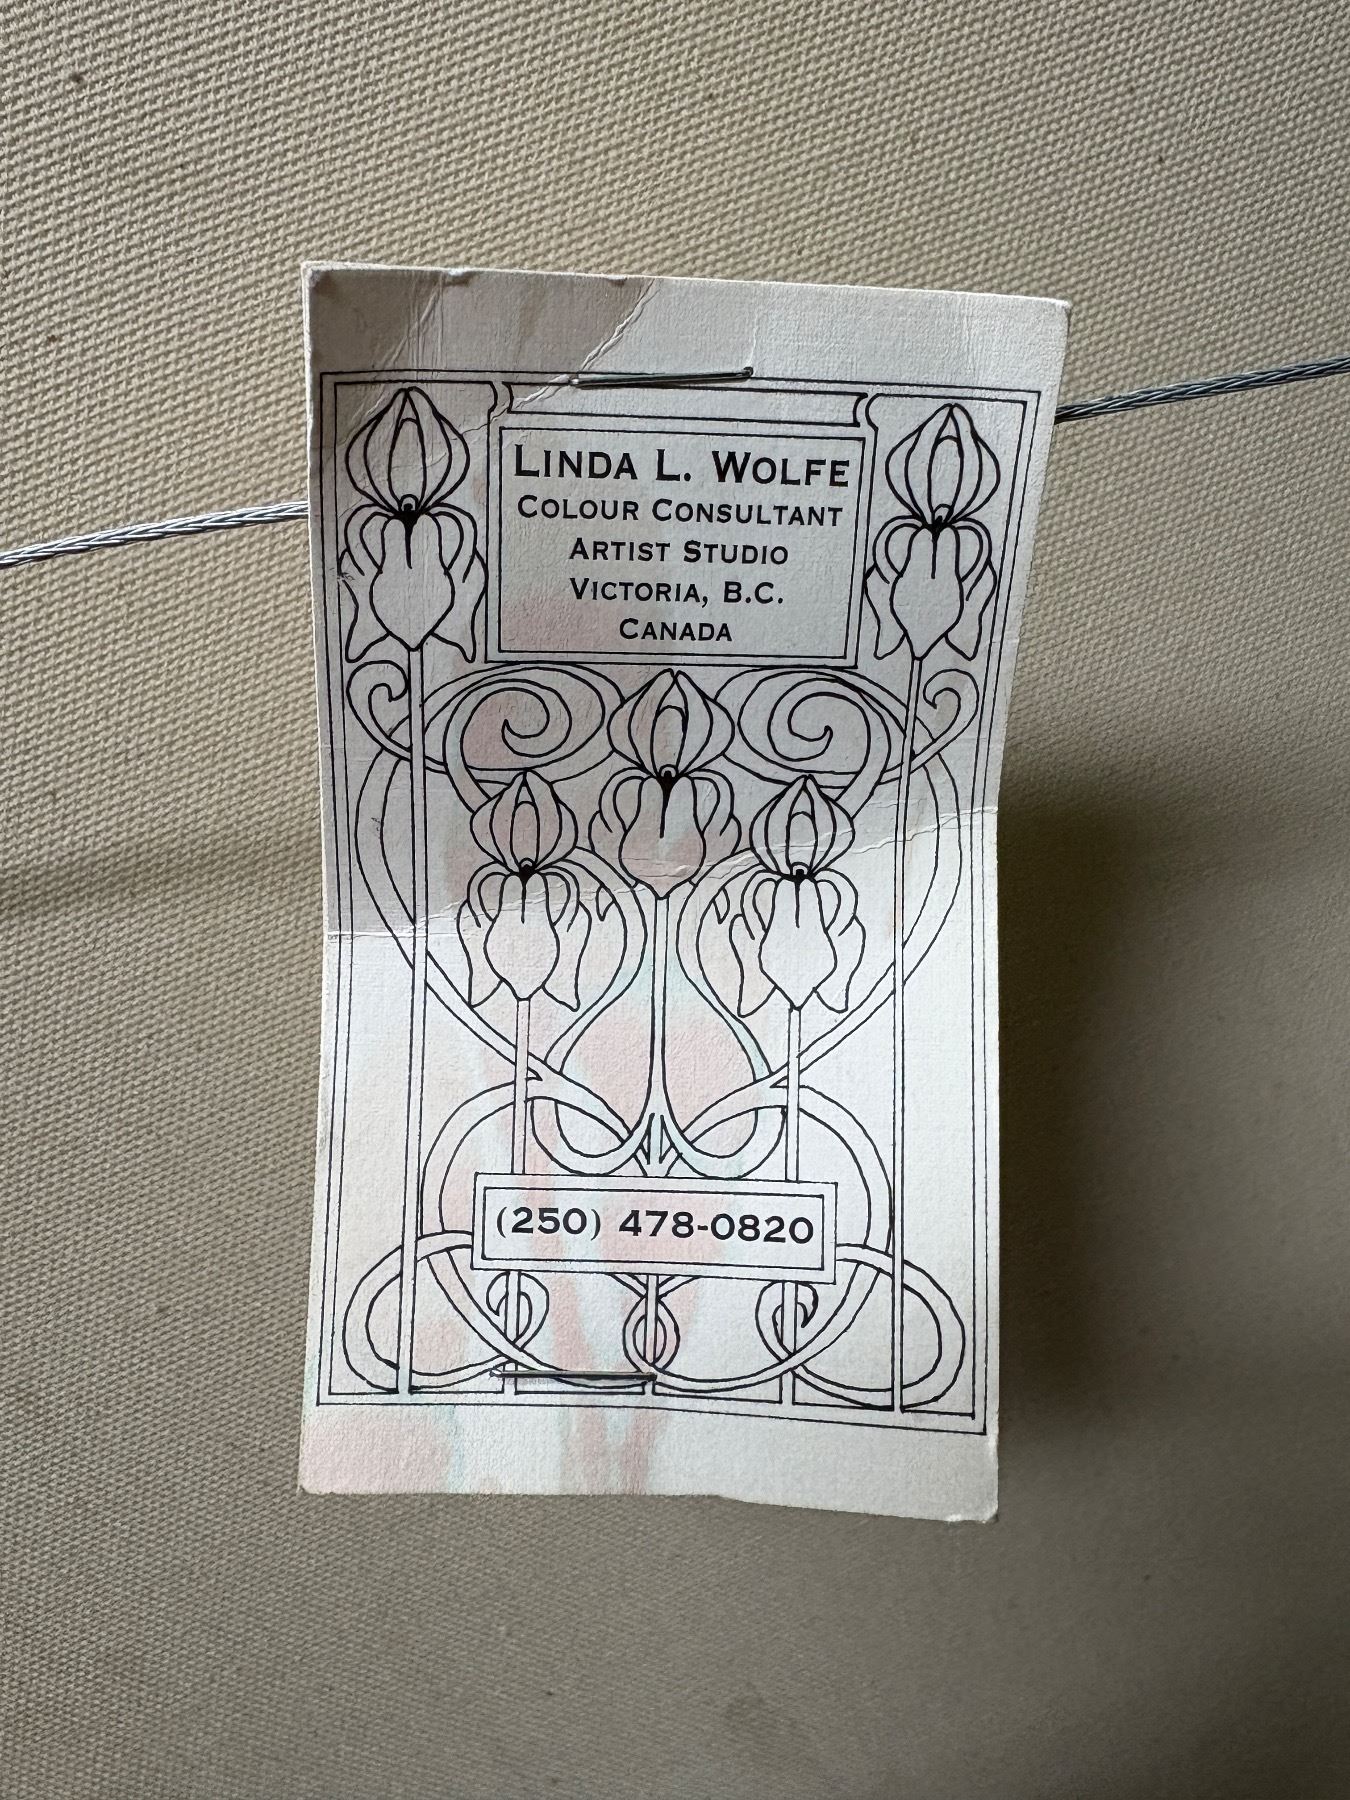 LINDA L. WOLFE
COLOUR CONSULTANT
ARTIST STUDIO
VICTORIA, B.C.
CANADA
(250) 478-0820